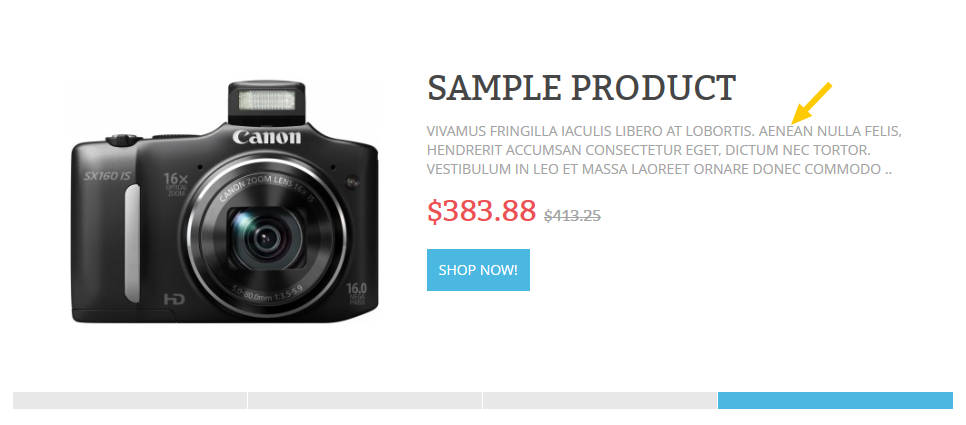 SAMPLE PRODUCT
VIVAMUS FRINGILLA IACULIS LIBERO AT LOBORTIS. AENEAN NULLA FELIS,
HENDRERIT ACCUMSAN CONSECTETUR EGET, DICTUM NEC TORTOR.
VESTIBULUM IN LEO ET MASSA LAOREET ORNARE DONEC COMMODO ..
$383.88 $413.25
SHOP NOW!
Canon
SX160 IS
16x
OPTICAL
ZOOM
CANON ZOOM LENS 16x IS
5.0-80.0mm 1:3.5-5.9
HD
16.0
MEGA
PIXELS